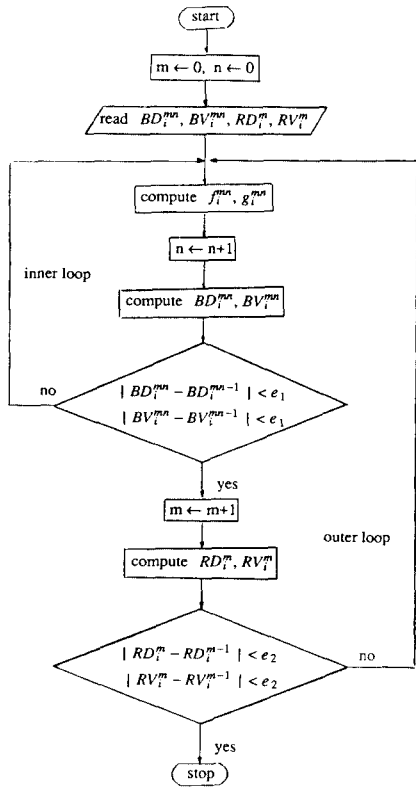 start
m ← 0, n ← 0
read BD_i^{mn}, BV_i^{mn}, RD_i^m, RV_i^m
compute f_i^{mn}, g_i^{mn}
n ← n+1
inner loop
compute BD_i^{mn}, BV_i^{mn}
no
| BD_i^{mn} – BD_i^{mn–1} | < e_1
| BV_i^{mn} – BV_i^{mn–1} | < e_1
yes
m ← m+1
outer loop
compute RD_i^m, RV_i^m
| RD_i^m – RD_i^{m–1} | < e_2
| RV_i^m – RV_i^{m–1} | < e_2
no
yes
stop